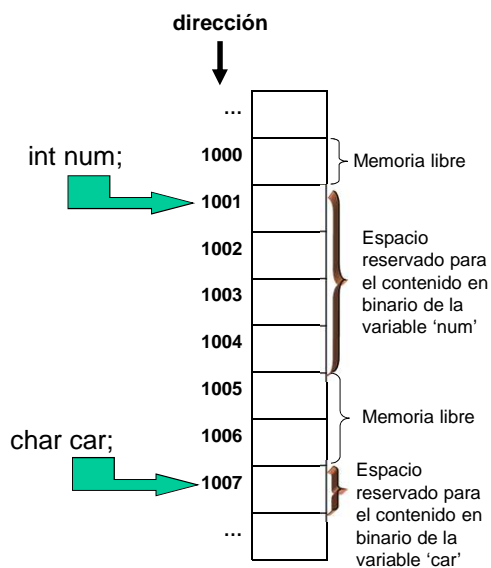 dirección
...
1000
Memoria libre
int num;
1001
1002
1003
1004
Espacio
reservado para
el contenido en
binario de la
variable ‘num’
1005
1006
Memoria libre
char car;
1007
Espacio
reservado para
el contenido en
binario de la
variable ‘car’
...